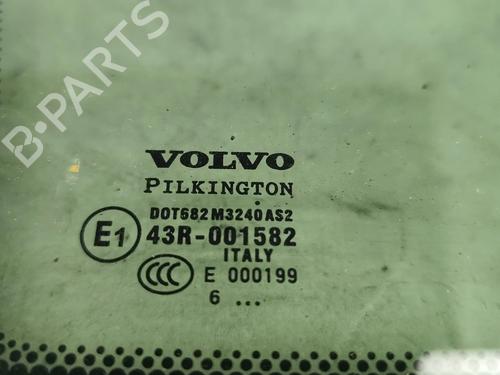 B-PARTS
VOLVO
PILKINGTON
DOT682 M3240 AS2
E1 43R-001582
ITALY
CCC E 000199
6 ...